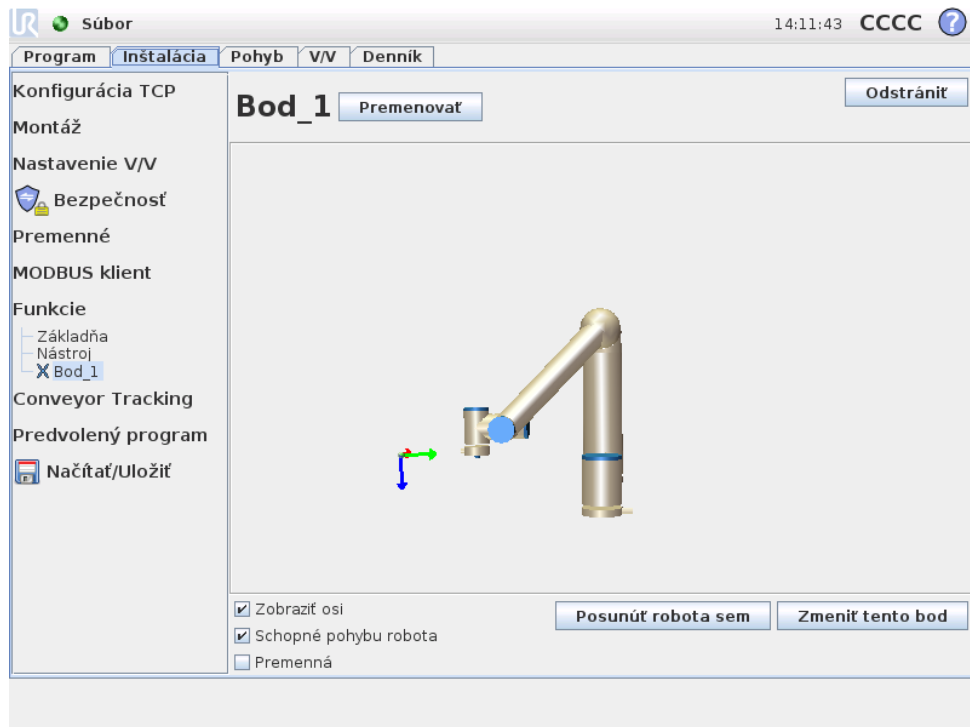 UR Súbor 14:11:43 CCCC ?
Program Inštalácia Pohyb V/V Denník
Konfigurácia TCP
Montáž
Nastavenie V/V
Bezpečnosť
Premenné
MODBUS klient
Funkcie
Základňa
Nástroj
Bod_1
Conveyor Tracking
Predvolený program
Načítať/Uložiť
Bod_1 Premenovať Odstrániť
Zobraziť osi
Schopné pohybu robota
Premenná
Posunúť robota sem Zmeniť tento bod